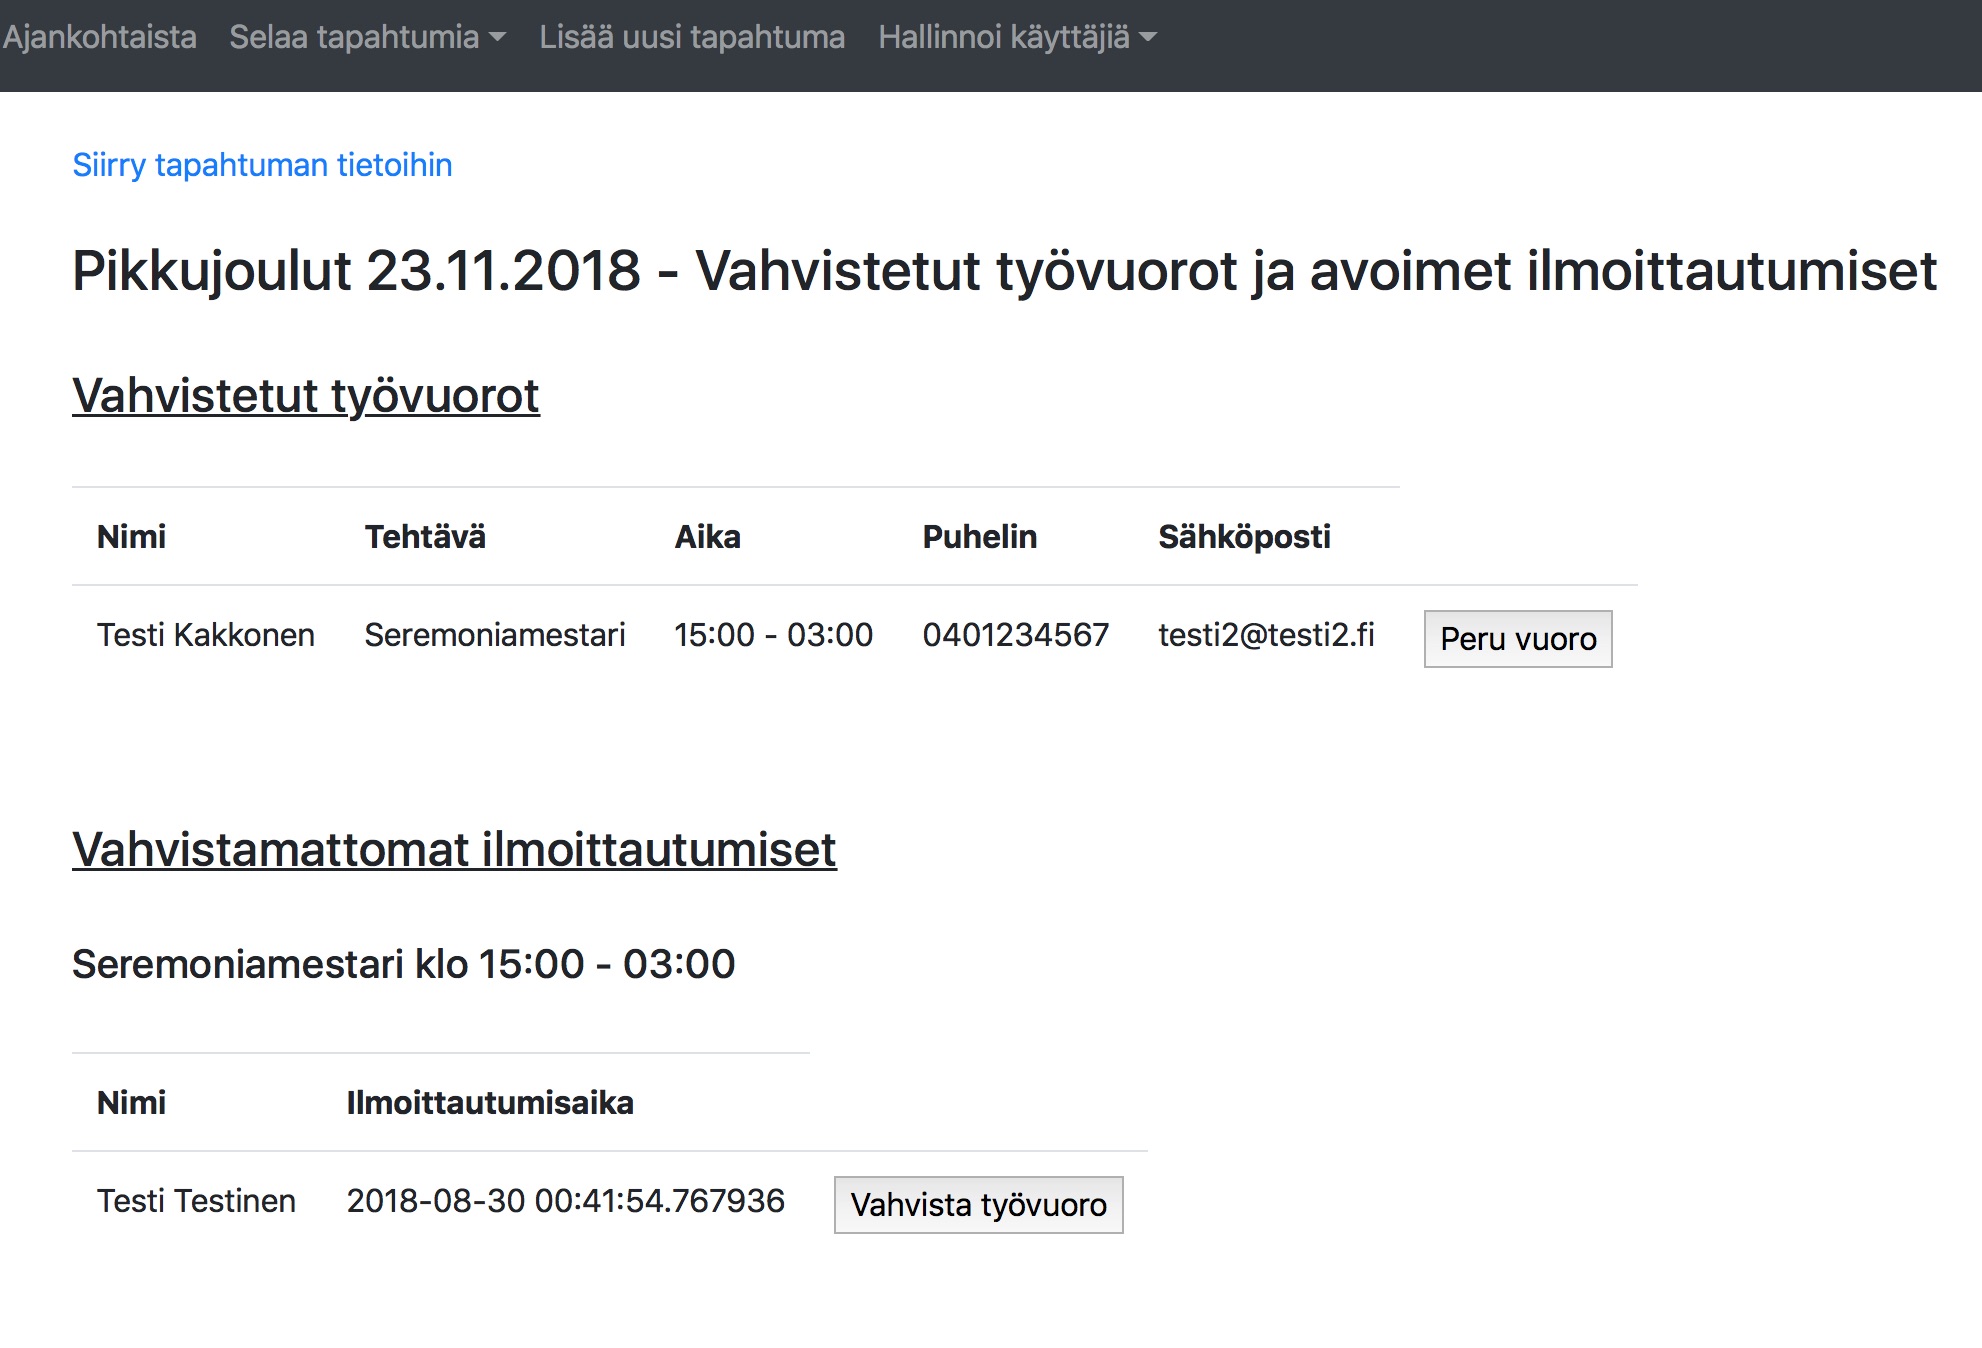 Ajankohtaista Selaa tapahtumia Lisää uusi tapahtuma Hallinnoi käyttäjiä
Siirry tapahtuman tietoihin
Pikkujoulut 23.11.2018 - Vahvistetut työvuorot ja avoimet ilmoittautumiset
Vahvistetut työvuorot
Nimi Tehtävä Aika Puhelin Sähköposti
Testi Kakkonen Seremoniamestari 15:00 - 03:00 0401234567 testi2@testi2.fi Peru vuoro
Vahvistamattomat ilmoittautumiset
Seremoniamestari klo 15:00 - 03:00
Nimi Ilmoittautumisaika
Testi Testinen 2018-08-30 00:41:54.767936 Vahvista työvuoro